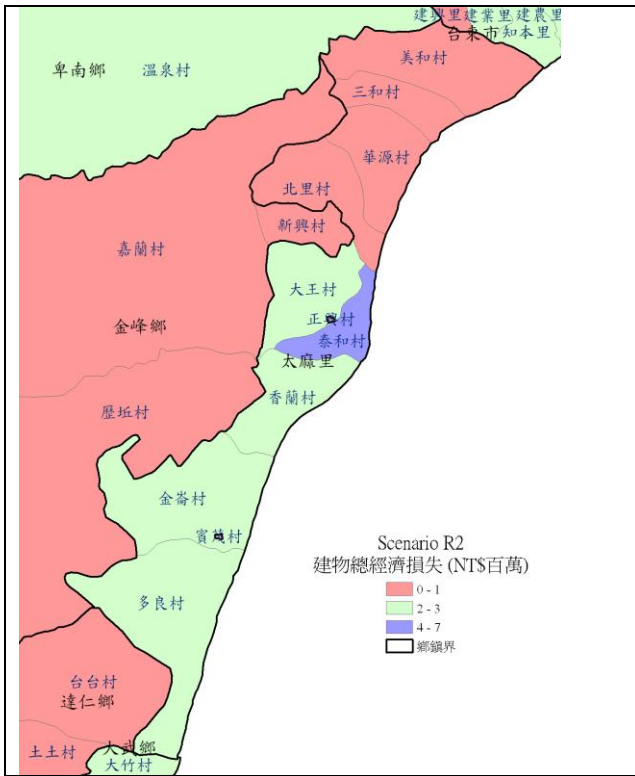 建興里 建業里 建農里
台東市 知本里
美和村
卑南鄉 溫泉村
三和村
華源村
北里村
新興村
嘉蘭村
大王村
正興村
金峰鄉
泰和村
太麻里
香蘭村
歷坵村
金崙村
賓茂村
多良村
Scenario R2
建物總經濟損失 (NT$百萬)
0 - 1
2 - 3
4 - 7
鄉鎮界
台台村
達仁鄉
大武鄉
土土村
大竹村